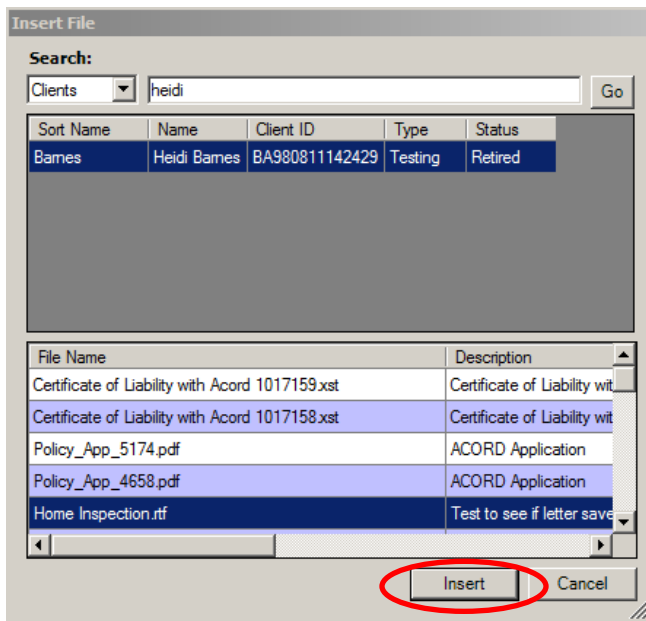 Insert File
Search:
Clients heidi Go
Sort Name Name Client ID Type Status
Barnes Heidi Barnes BA980811142429 Testing Retired
File Name Description
Certificate of Liability with Acord 1017159.xst Certificate of Liability wit
Certificate of Liability with Acord 1017158.xst Certificate of Liability wit
Policy_App_5174.pdf ACORD Application
Policy_App_4658.pdf ACORD Application
Home Inspection.rtf Test to see if letter save
Insert Cancel